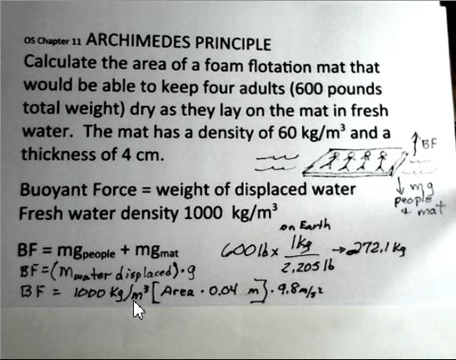 OS Chapter 11 ARCHIMEDES PRINCIPLE
Calculate the area of a foam flotation mat that
would be able to keep four adults (600 pounds
total weight) dry as they lay on the mat in fresh
water. The mat has a density of 60 kg/m³ and a
thickness of 4 cm.
BF
mg
people
+ mat
Buoyant Force = weight of displaced water
Fresh water density 1000 kg/m³
on Earth
BF = mgpeople + mgmat
600 lb x 1 kg / 2.205 lb → 272.1 kg
BF = (mwater displaced)·g
BF = 1000 kg/m³ [Area · 0.04 m] · 9.8 m/s²